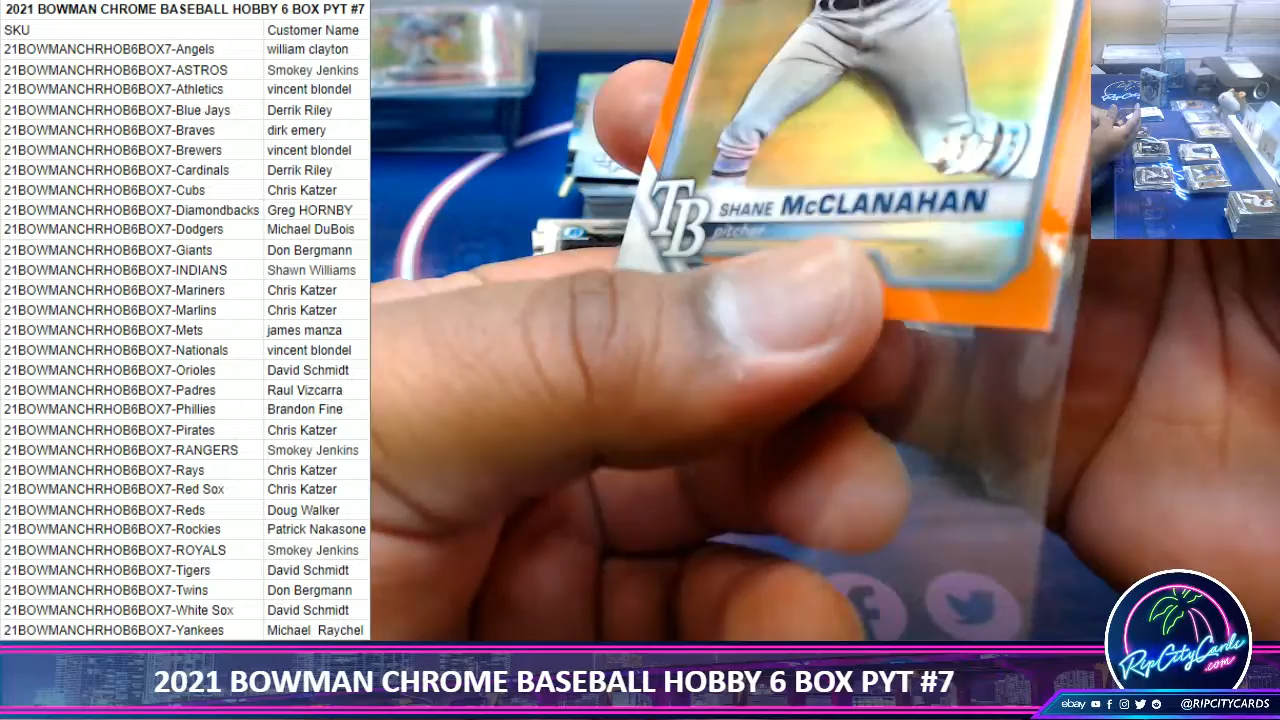 2021 BOWMAN CHROME BASEBALL HOBBY 6 BOX PYT #7
SKU Customer Name
21BOWMANCHRHOB6BOX7-Angels william clayton
21BOWMANCHRHOB6BOX7-ASTROS Smokey Jenkins
21BOWMANCHRHOB6BOX7-Athletics vincent blondel
21BOWMANCHRHOB6BOX7-Blue Jays Derrik Riley
21BOWMANCHRHOB6BOX7-Braves dirk emery
21BOWMANCHRHOB6BOX7-Brewers vincent blondel
21BOWMANCHRHOB6BOX7-Cardinals Derrik Riley
21BOWMANCHRHOB6BOX7-Cubs Chris Katzer
21BOWMANCHRHOB6BOX7-Diamondbacks Greg HORNBY
21BOWMANCHRHOB6BOX7-Dodgers Michael DuBois
21BOWMANCHRHOB6BOX7-Giants Don Bergmann
21BOWMANCHRHOB6BOX7-INDIANS Shawn Williams
21BOWMANCHRHOB6BOX7-Mariners Chris Katzer
21BOWMANCHRHOB6BOX7-Marlins Chris Katzer
21BOWMANCHRHOB6BOX7-Mets james manza
21BOWMANCHRHOB6BOX7-Nationals vincent blondel
21BOWMANCHRHOB6BOX7-Orioles David Schmidt
21BOWMANCHRHOB6BOX7-Padres Raul Vizcarra
21BOWMANCHRHOB6BOX7-Phillies Brandon Fine
21BOWMANCHRHOB6BOX7-Pirates Chris Katzer
21BOWMANCHRHOB6BOX7-RANGERS Smokey Jenkins
21BOWMANCHRHOB6BOX7-Rays Chris Katzer
21BOWMANCHRHOB6BOX7-Red Sox Chris Katzer
21BOWMANCHRHOB6BOX7-Reds Doug Walker
21BOWMANCHRHOB6BOX7-Rockies Patrick Nakasone
21BOWMANCHRHOB6BOX7-ROYALS Smokey Jenkins
21BOWMANCHRHOB6BOX7-Tigers David Schmidt
21BOWMANCHRHOB6BOX7-Twins Don Bergmann
21BOWMANCHRHOB6BOX7-White Sox David Schmidt
21BOWMANCHRHOB6BOX7-Yankees Michael Raychel
TB
SHANE McCLANAHAN
pitcher
RipCityCards
.com
2021 BOWMAN CHROME BASEBALL HOBBY 6 BOX PYT #7
ebay @RIPCITYCARDS